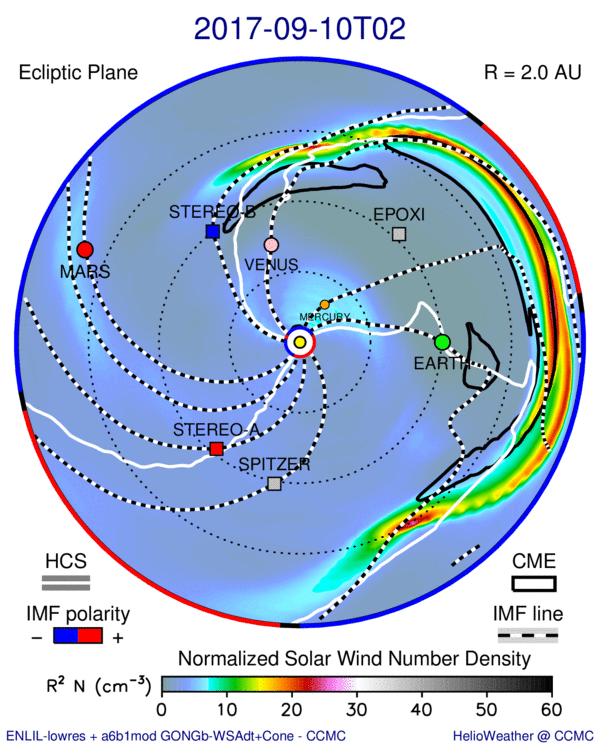 2017-09-10T02
Ecliptic Plane
R = 2.0 AU
STEREO-B
EPOXI
VENUS
MARS
MERCURY
EARTH
STEREO-A
SPITZER
HCS
CME
IMF polarity
IMF line
− +
Normalized Solar Wind Number Density
R² N (cm⁻³)
0 10 20 30 40 50 60
ENLIL-lowres + a6b1mod GONGb-WSAdt+Cone - CCMC
HelioWeather @ CCMC